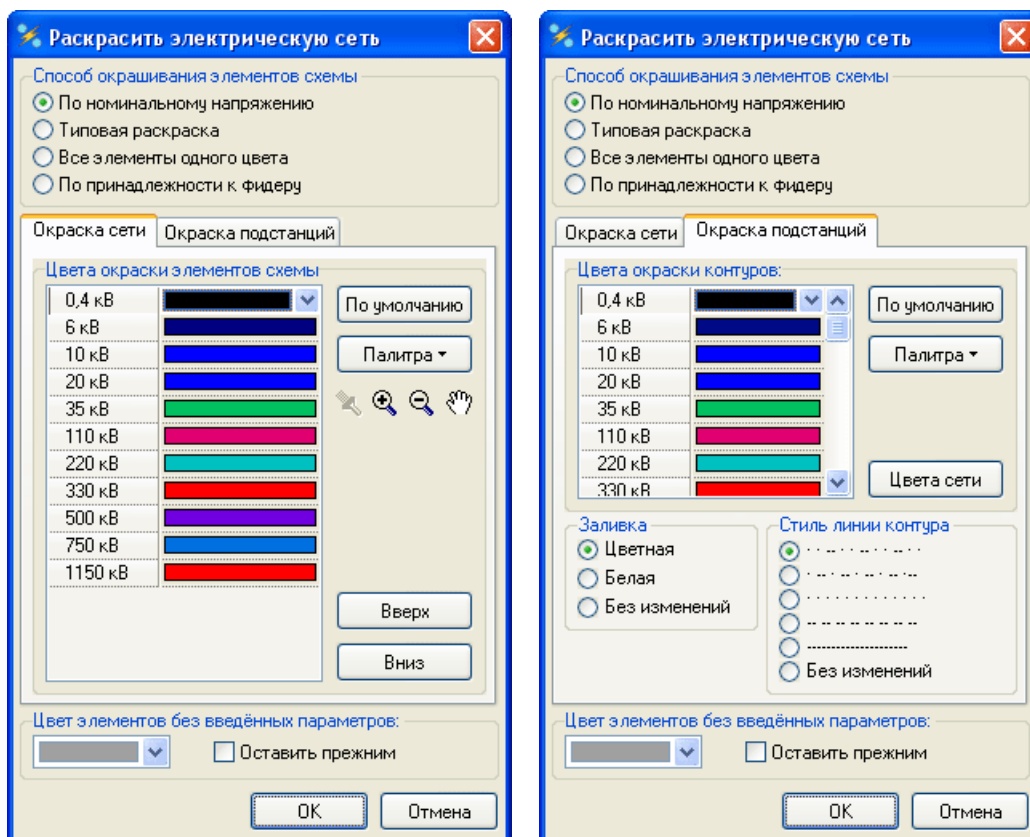 Раскрасить электрическую сеть
Способ окрашивания элементов схемы
По номинальному напряжению
Типовая раскраска
Все элементы одного цвета
По принадлежности к фидеру
Окраска сети Окраска подстанций
Цвета окраски элементов схемы
0,4 кВ
6 кВ
10 кВ
20 кВ
35 кВ
110 кВ
220 кВ
330 кВ
500 кВ
750 кВ
1150 кВ
По умолчанию
Палитра
Вверх
Вниз
Цвет элементов без введённых параметров:
Оставить прежним
OK Отмена
Раскрасить электрическую сеть
Способ окрашивания элементов схемы
По номинальному напряжению
Типовая раскраска
Все элементы одного цвета
По принадлежности к фидеру
Окраска сети Окраска подстанций
Цвета окраски контуров:
0,4 кВ
6 кВ
10 кВ
20 кВ
35 кВ
110 кВ
220 кВ
330 кВ
По умолчанию
Палитра
Цвета сети
Заливка
Цветная
Белая
Без изменений
Стиль линии контура
Без изменений
Цвет элементов без введённых параметров:
Оставить прежним
OK Отмена